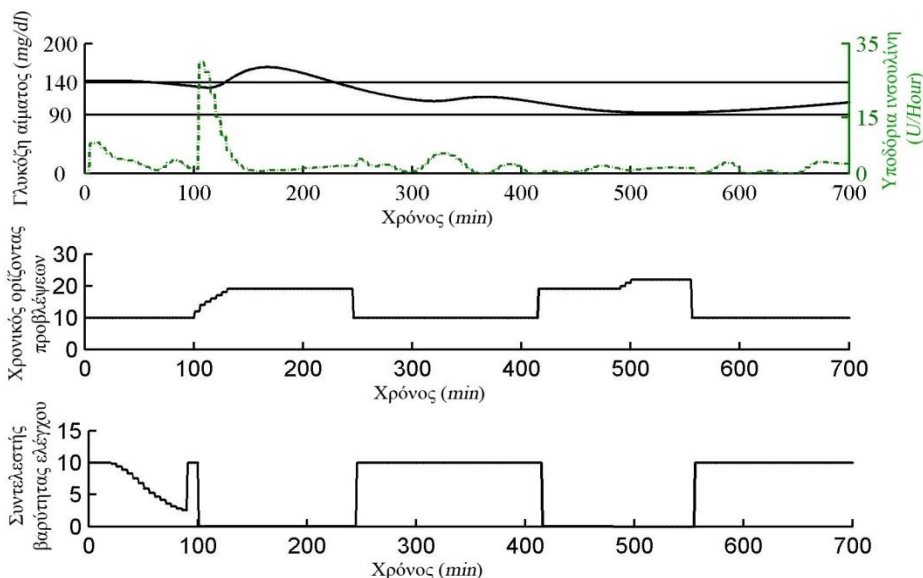 Γλυκόζη αίματος (mg/dl)
200
140
90
0
35
30
15
0
Υποδόρια ινσουλίνη
(U/Hour)
0 100 200 300 400 500 600 700
Χρόνος (min)
Χρονικός ορίζοντας
προβλέψεων
30
20
10
0
0 100 200 300 400 500 600 700
Χρόνος (min)
Συντελεστής
βαρύτητας ελέγχου
15
10
5
0
0 100 200 300 400 500 600 700
Χρόνος (min)